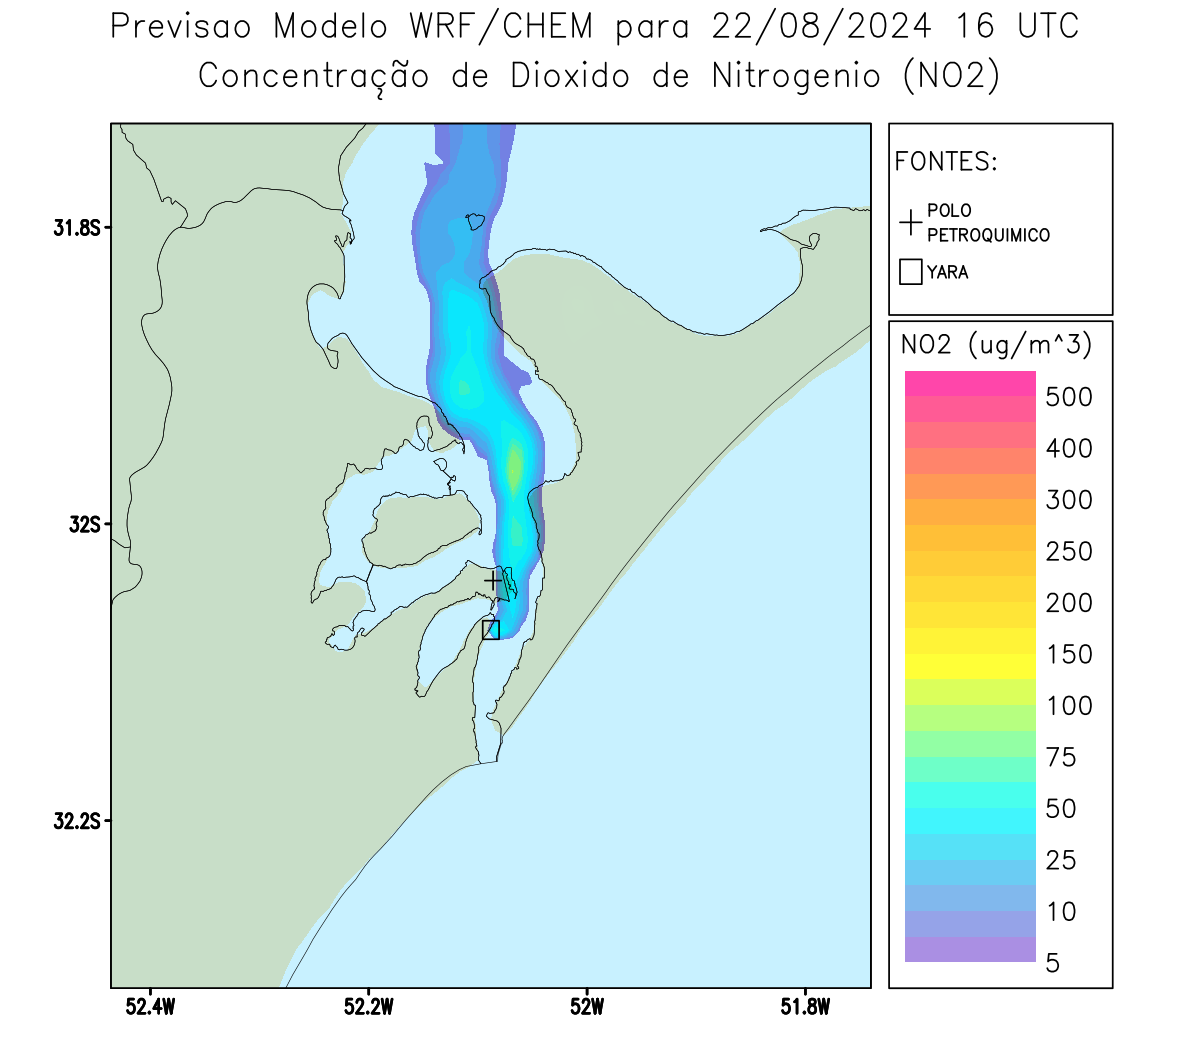 Previsao Modelo WRF/CHEM para 22/08/2024 16 UTC
Concentração de Dioxido de Nitrogenio (NO2)
FONTES:
POLO
PETROQUIMICO
YARA
NO2 (ug/m^3)
500
400
300
250
200
150
100
75
50
25
10
5
31.8S
32S
32.2S
52.4W
52.2W
52W
51.8W